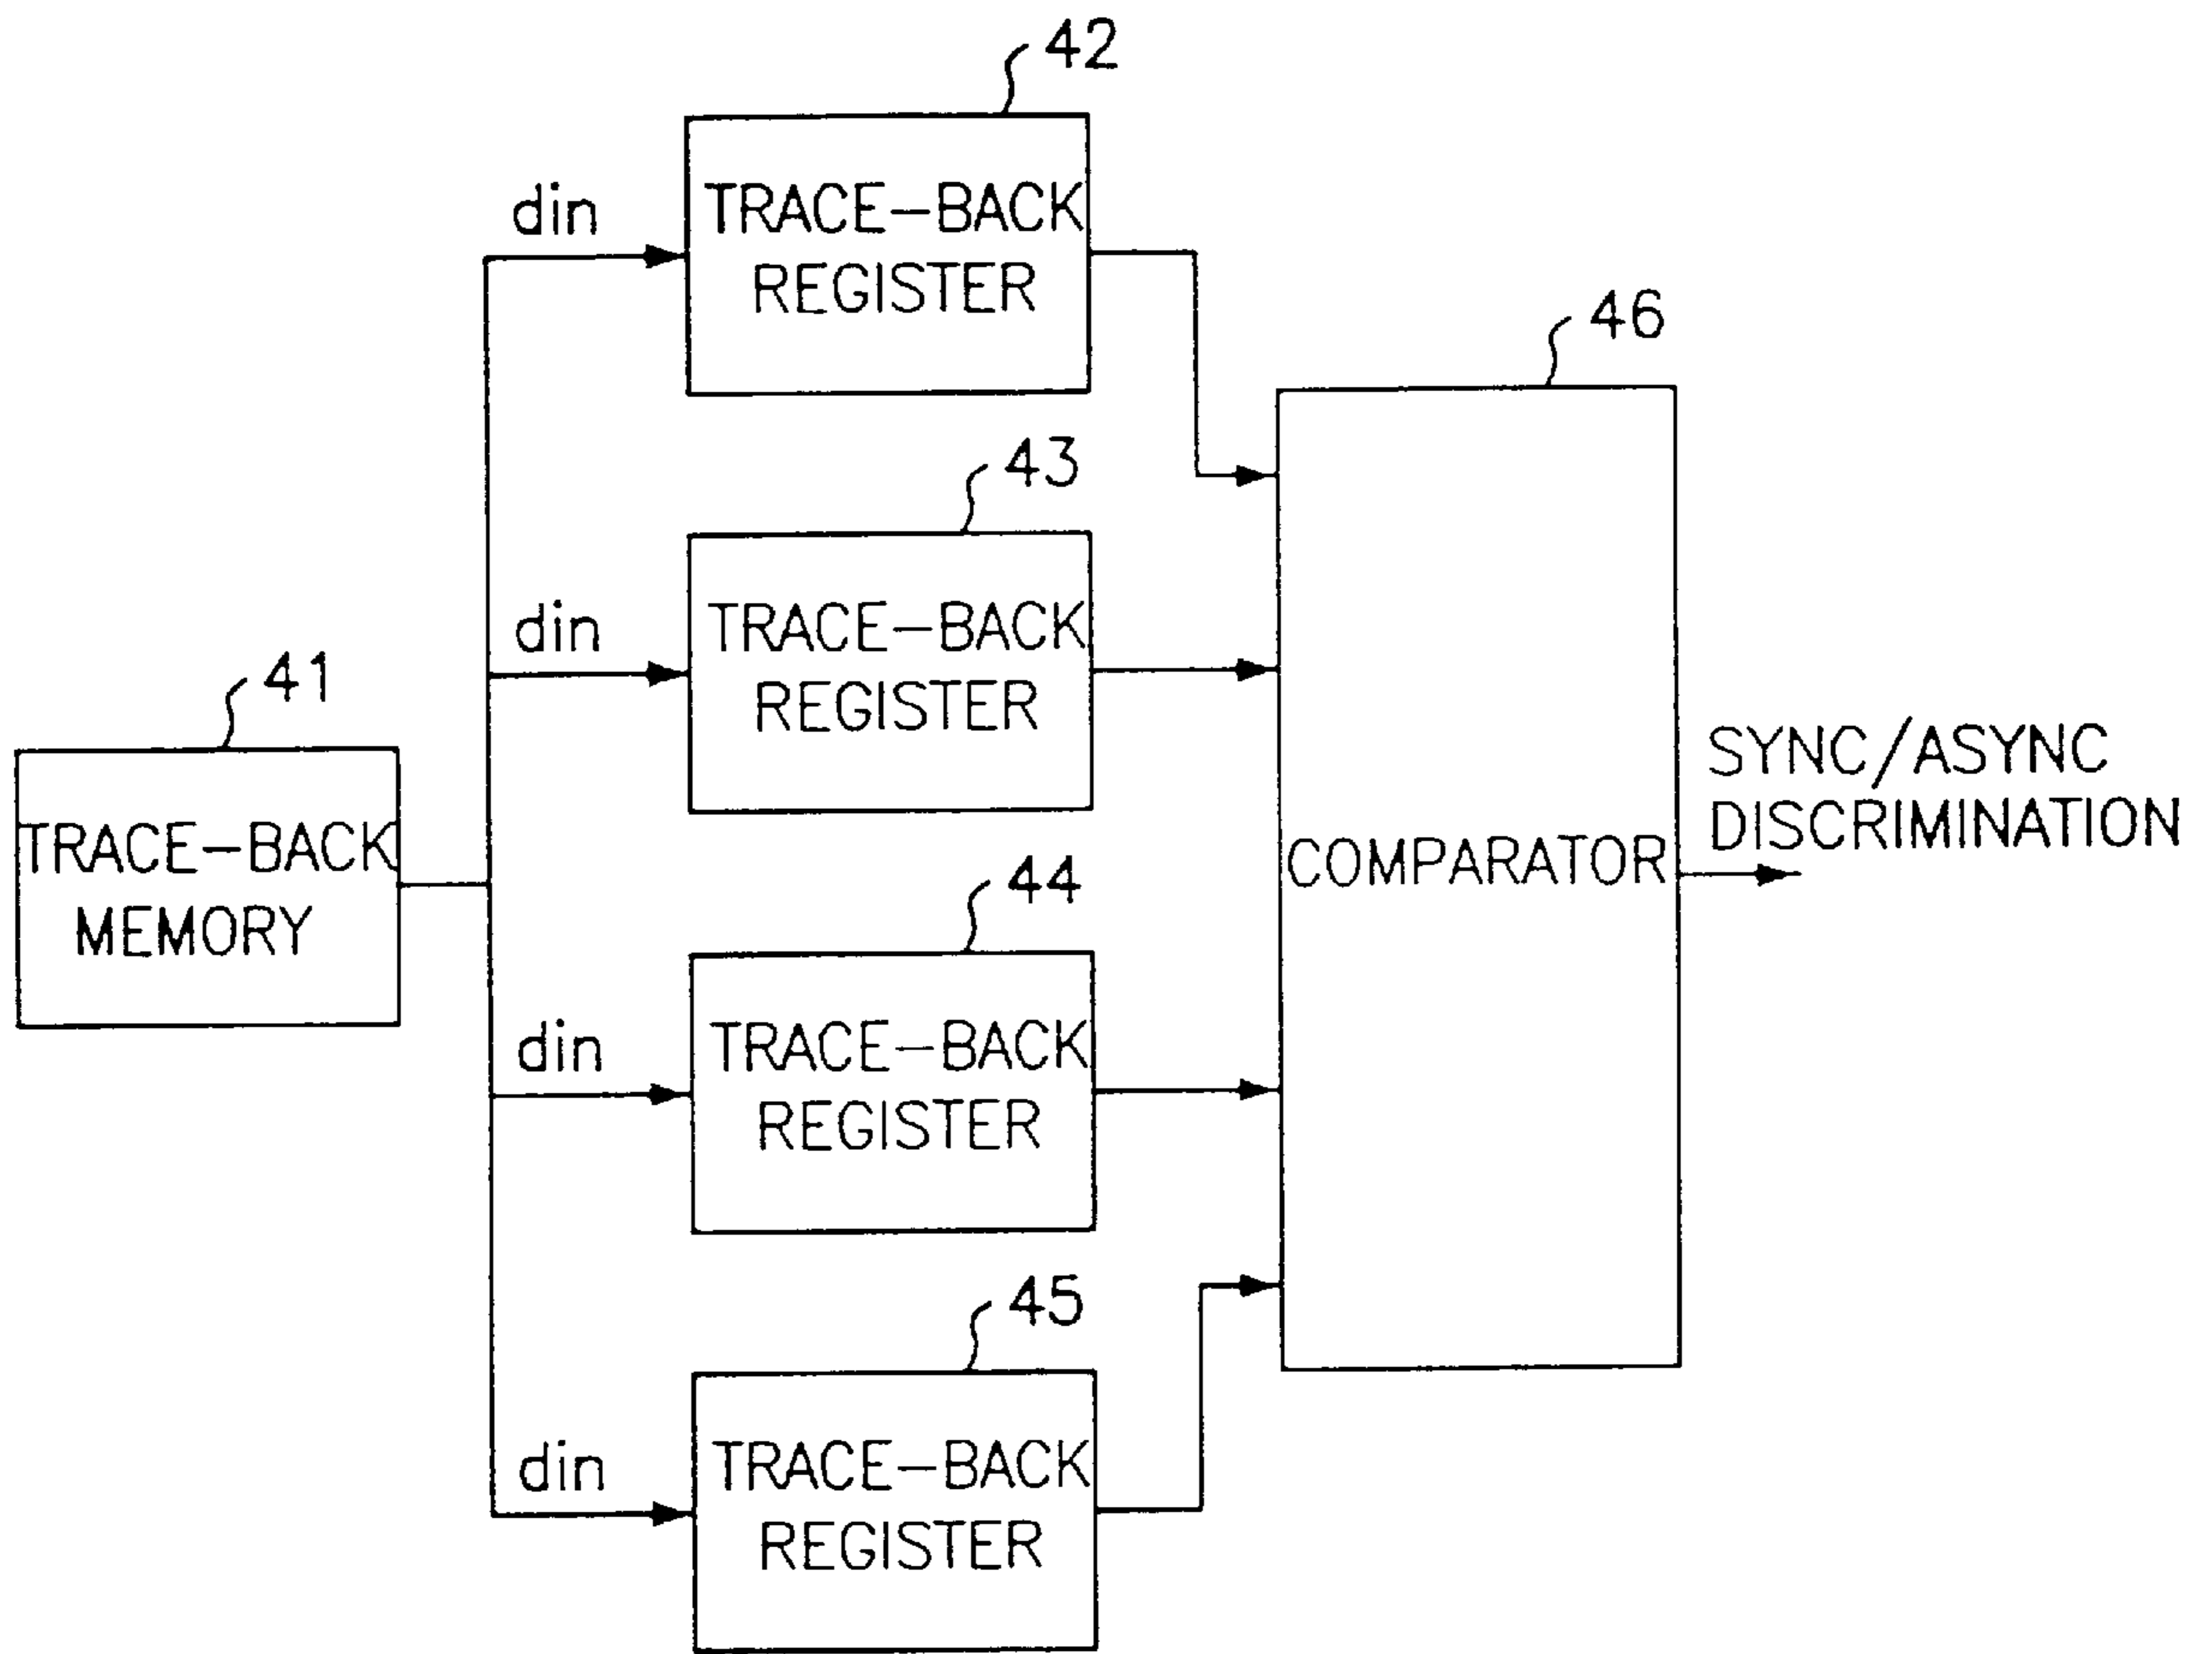 42
din
TRACE-BACK
REGISTER
46
43
din
TRACE-BACK
REGISTER
41
TRACE-BACK
MEMORY
SYNC/ASYNC
DISCRIMINATION
COMPARATOR
44
din
TRACE-BACK
REGISTER
45
din
TRACE-BACK
REGISTER